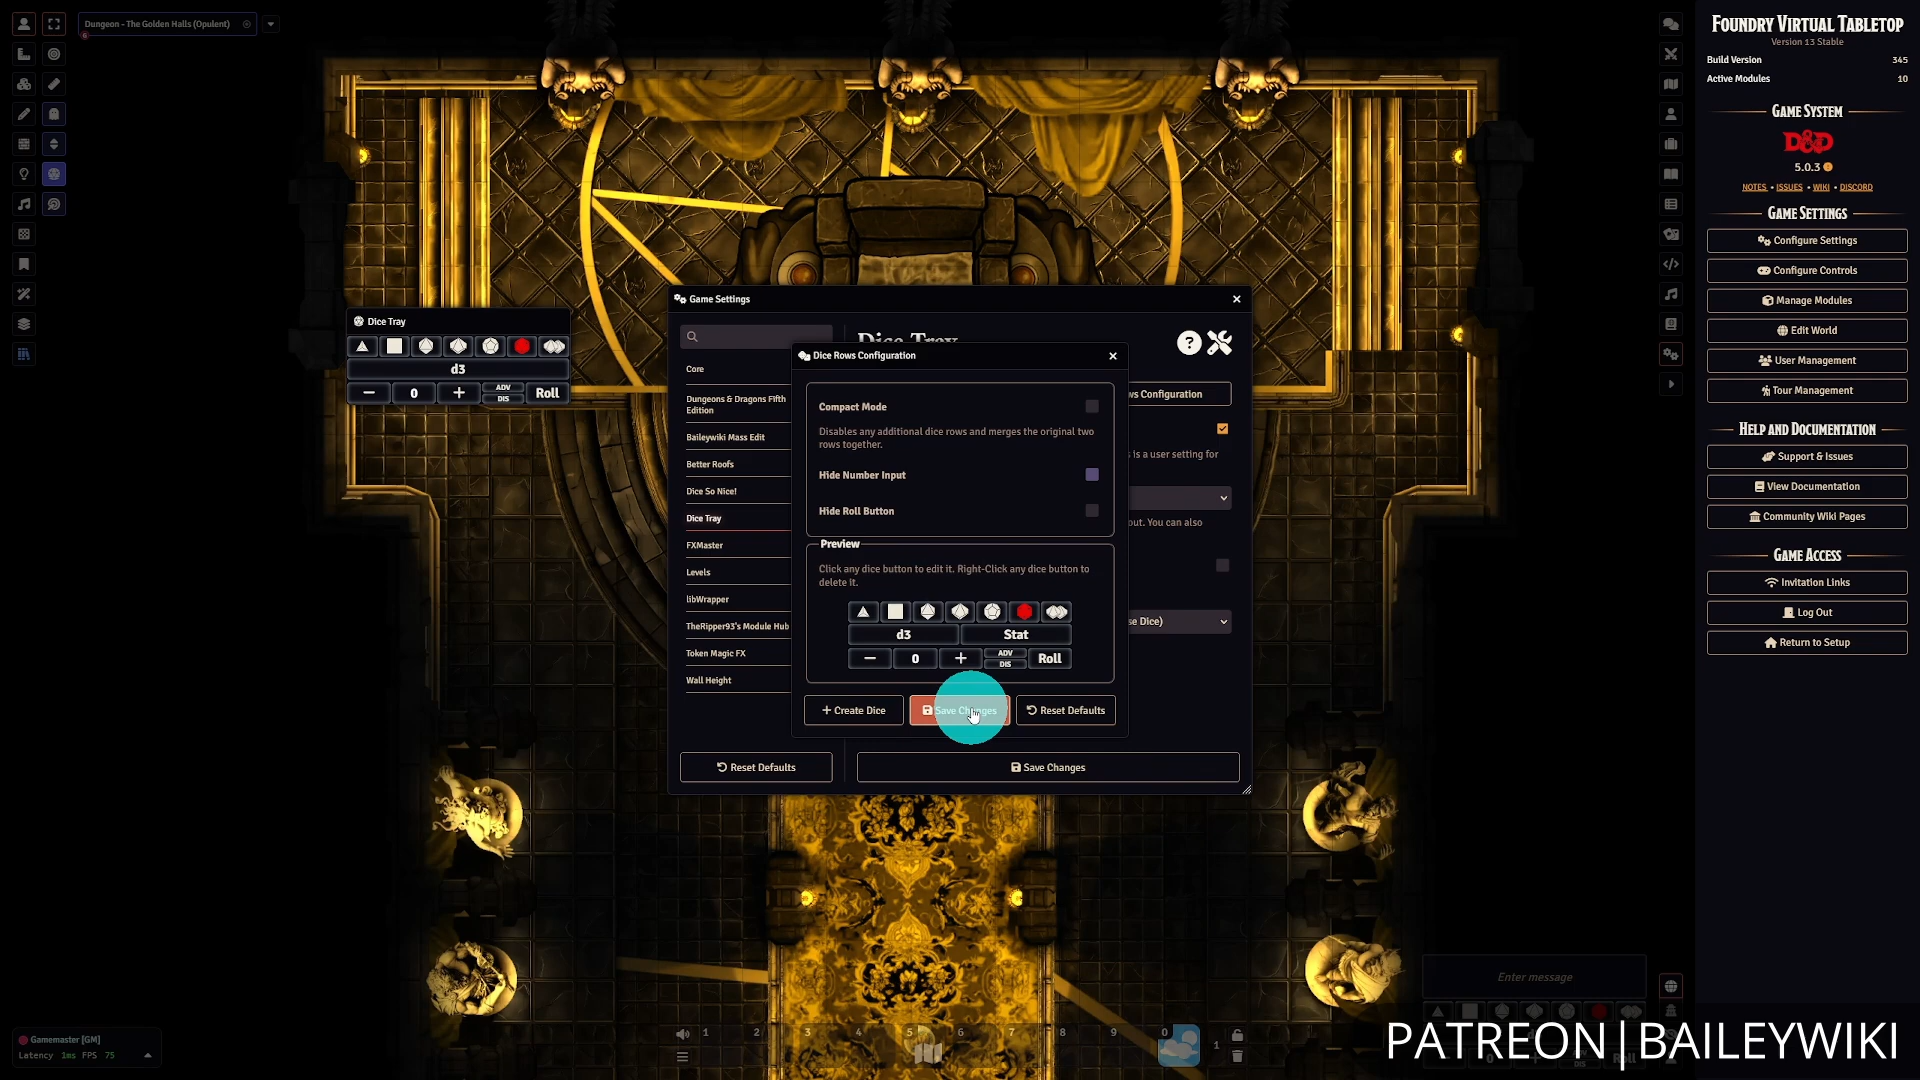 Dungeon - The Golden Halls (Opulent)
6
Dice Tray
d3
0
ADV
DIS
Roll
Game Settings
Dice Tray
Core
Dungeons & Dragons Fifth
Edition
Baileywiki Mass Edit
Better Roofs
Dice So Nice!
Dice Tray
FXMaster
Levels
libWrapper
TheRipper93's Module Hub
Token Magic FX
Wall Height
Reset Defaults
Save Changes
ws Configuration
s is a user setting for
out. You can also
se Dice)
Dice Rows Configuration
Compact Mode
Disables any additional dice rows and merges the original two
rows together.
Hide Number Input
Hide Roll Button
Preview
Click any dice button to edit it. Right-Click any dice button to
delete it.
d3
Stat
0
ADV
DIS
Roll
Create Dice
Save Changes
Reset Defaults
Foundry Virtual Tabletop
Version 13 Stable
Build Version 345
Active Modules 10
Game System
D&D
5.0.3
NOTES • ISSUES • WIKI • DISCORD
Game Settings
Configure Settings
Configure Controls
Manage Modules
Edit World
User Management
Tour Management
Help and Documentation
Support & Issues
View Documentation
Community Wiki Pages
Game Access
Invitation Links
Log Out
Return to Setup
Enter message
Gamemaster [GM]
Latency 1ms FPS 75
1 2 3 4 5 6 7 8 9 0
1
PATREON | BAILEYWIKI